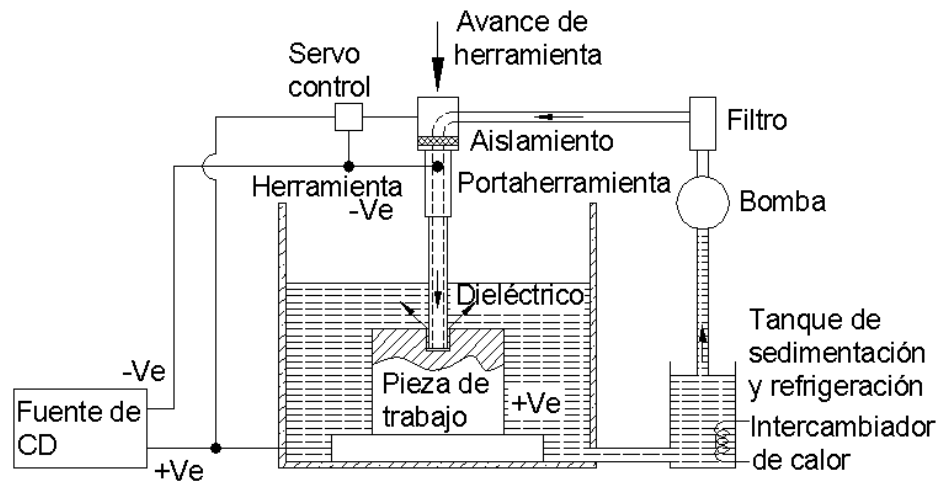 Avance de
herramienta
Servo
control
Filtro
Aislamiento
Herramienta
-Ve
Portaherramienta
Bomba
Dieléctrico
Tanque de
sedimentación
y refrigeración
-Ve
Pieza de
trabajo
+Ve
Fuente de
CD
+Ve
Intercambiador
de calor